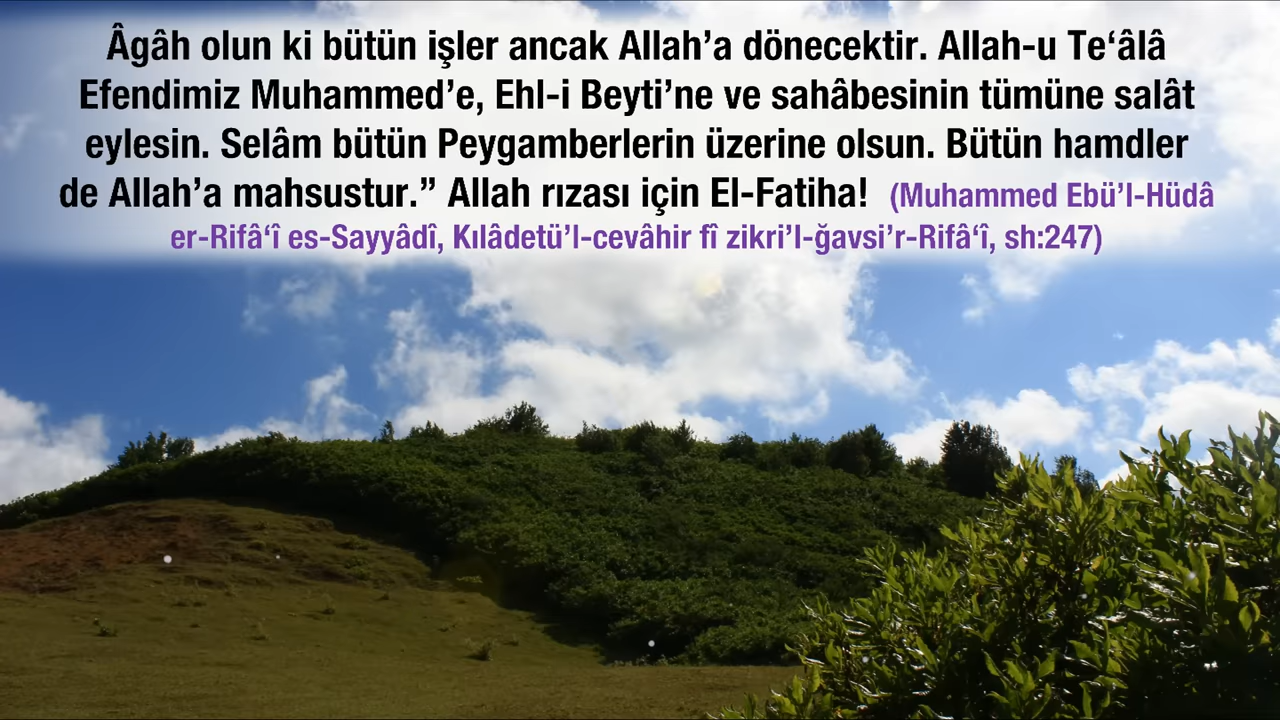 Âgâh olun ki bütün işler ancak Allah’a dönecektir. Allah-u Te‘âlâ
Efendimiz Muhammed’e, Ehl-i Beyti’ne ve sahâbesinin tümüne salât
eylesin. Selâm bütün Peygamberlerin üzerine olsun. Bütün hamdler
de Allah’a mahsustur.” Allah rızası için El-Fatiha! (Muhammed Ebü’l-Hüdâ
er-Rifâ‘î es-Sayyâdî, Kılâdetü’l-cevâhir fî zikri’l-ğavsi’r-Rifâ‘î, sh:247)